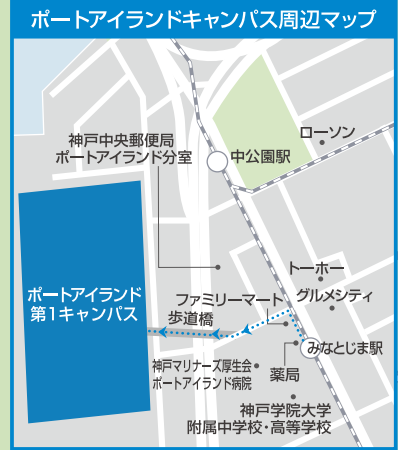 ポートアイランドキャンパス周辺マップ
ローソン
神戸中央郵便局
ポートアイランド分室
中公園駅
トーホー
ポートアイランド
第1キャンパス
ファミリーマート
グルメシティ
歩道橋
みなとじま駅
神戸マリナーズ厚生会
ポートアイランド病院
薬局
神戸学院大学
附属中学校・高等学校